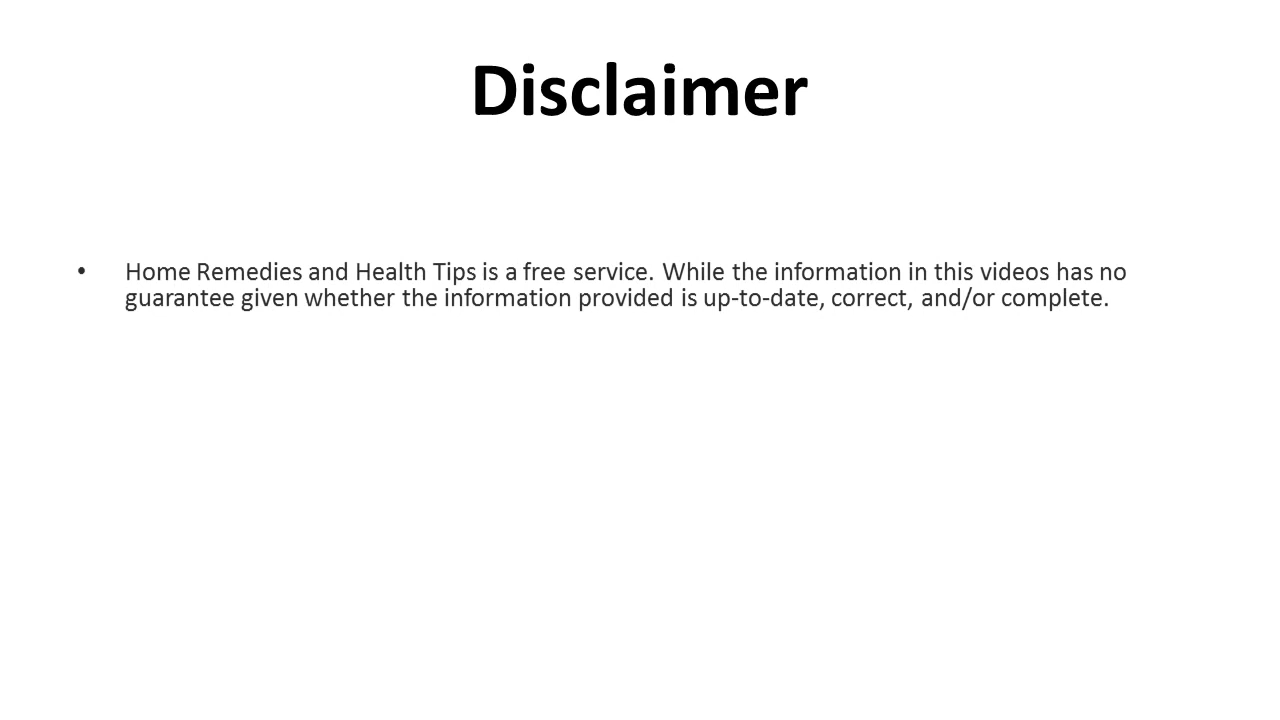 Disclaimer
• Home Remedies and Health Tips is a free service. While the information in this videos has no
guarantee given whether the information provided is up-to-date, correct, and/or complete.